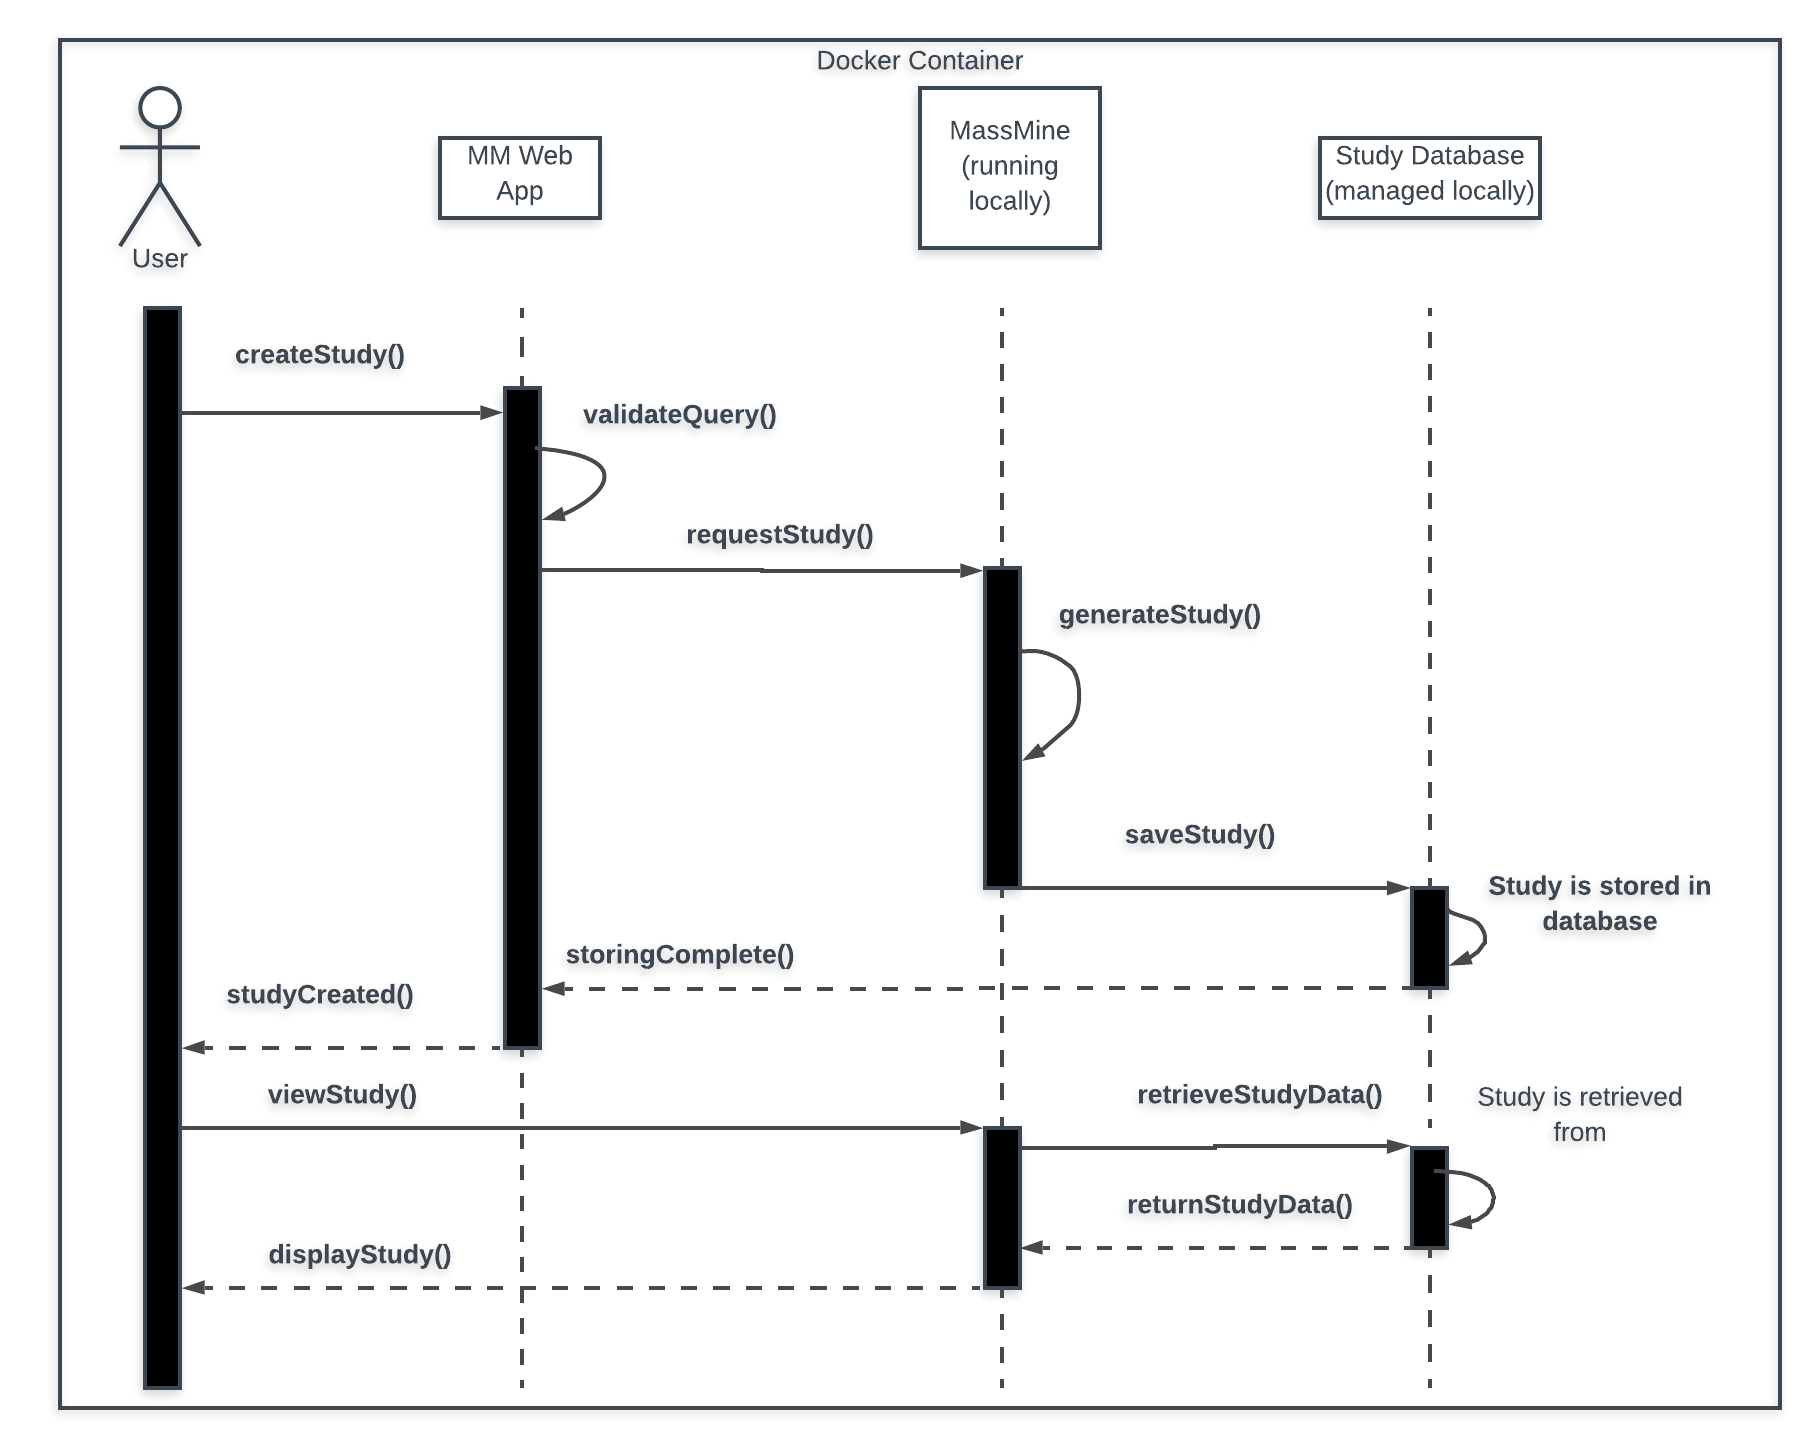 Docker Container
User
MM Web
App
MassMine
(running
locally)
Study Database
(managed locally)
createStudy()
validateQuery()
requestStudy()
generateStudy()
saveStudy()
Study is stored in
database
storingComplete()
studyCreated()
viewStudy()
retrieveStudyData()
Study is retrieved
from
returnStudyData()
displayStudy()